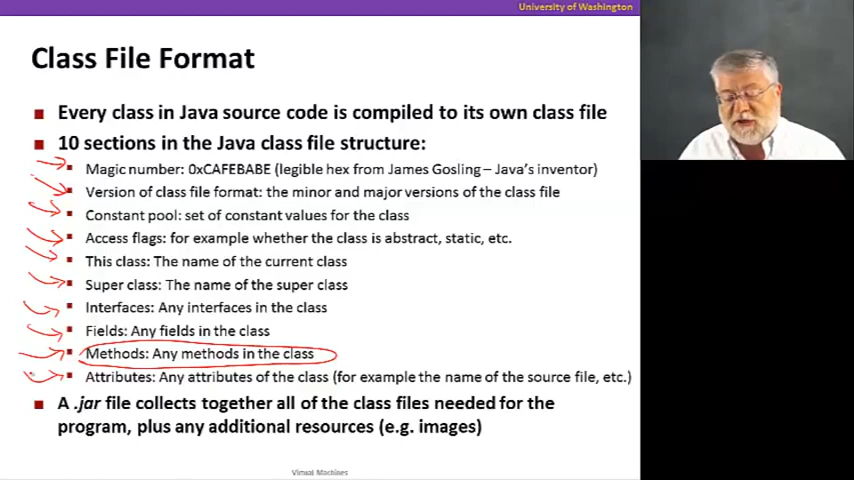 University of Washington
Class File Format
Every class in Java source code is compiled to its own class file
10 sections in the Java class file structure:
Magic number: 0xCAFEBABE (legible hex from James Gosling – Java's inventor)
Version of class file format: the minor and major versions of the class file
Constant pool: set of constant values for the class
Access flags: for example whether the class is abstract, static, etc.
This class: The name of the current class
Super class: The name of the super class
Interfaces: Any interfaces in the class
Fields: Any fields in the class
Methods: Any methods in the class
Attributes: Any attributes of the class (for example the name of the source file, etc.)
A .jar file collects together all of the class files needed for the
program, plus any additional resources (e.g. images)
Virtual Machines